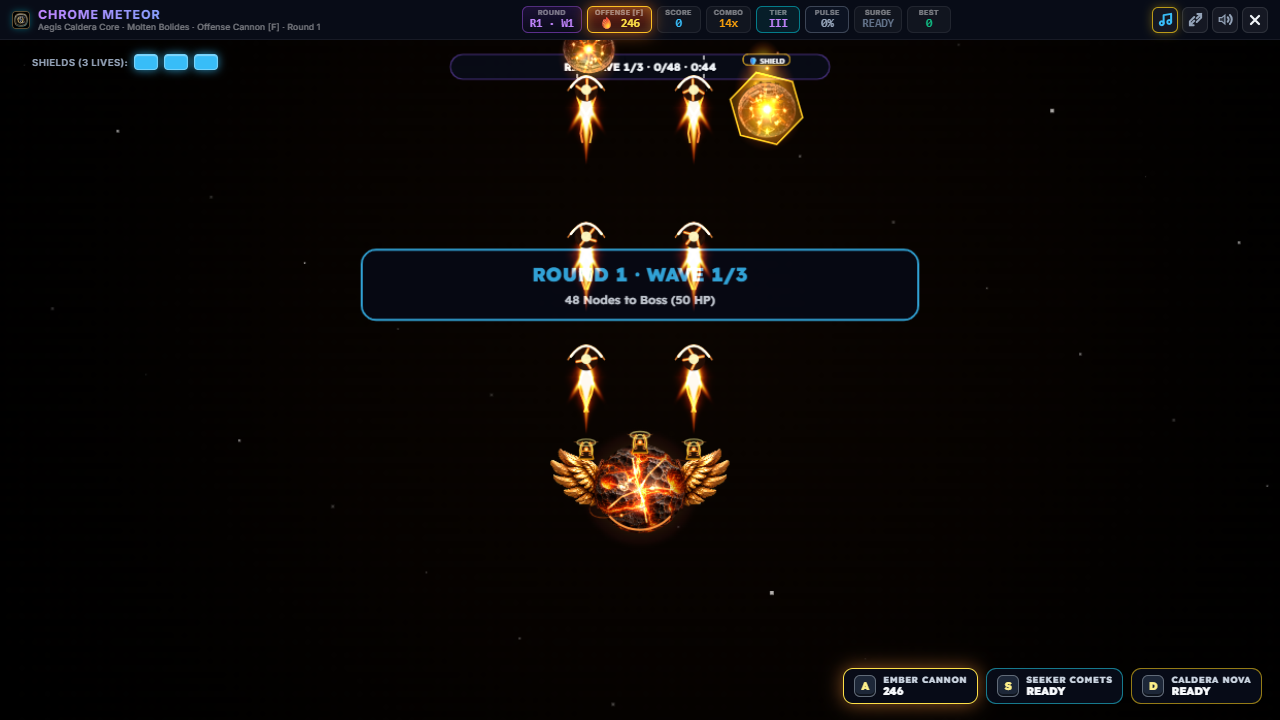 CHROME METEOR
Aegis Caldera Core · Molten Bolides · Offense Cannon [F] · Round 1
ROUND
R1 · W1
OFFENSE [F]
🔥 246
SCORE
0
COMBO
14x
TIER
III
PULSE
0%
SURGE
READY
BEST
0
SHIELDS (3 LIVES):
WAVE 1/3 · 0/48 · 0:44
SHIELD
ROUND 1 · WAVE 1/3
48 Nodes to Boss (50 HP)
A
EMBER CANNON
246
S
SEEKER COMETS
READY
D
CALDERA NOVA
READY